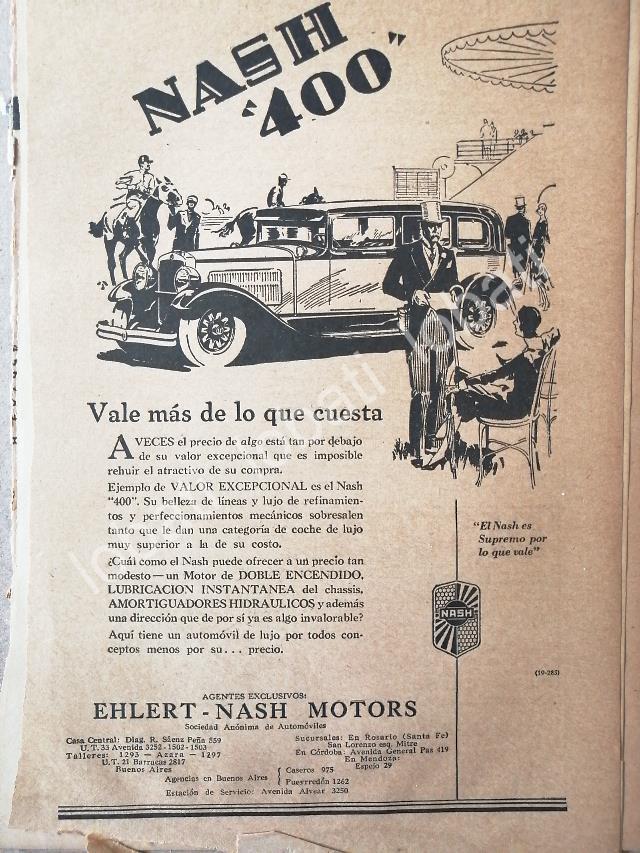 NASH
"400"
Vale más de lo que cuesta
A VECES el precio de algo está tan por debajo
de su valor excepcional que es imposible
rehuir el atractivo de su compra.
Ejemplo de VALOR EXCEPCIONAL es el Nash
"400". Su belleza de líneas y lujo de refinamien-
tos y perfeccionamientos mecánicos sobresalen
tanto que le dan una categoría de coche de lujo
muy superior a la de su costo.
¿Cuál como el Nash puede ofrecer a un precio tan
modesto — un Motor de DOBLE ENCENDIDO,
LUBRICACION INSTANTANEA del chassis,
AMORTIGUADORES HIDRAULICOS y además
una dirección que de por sí ya es algo invalorable?
Aquí tiene un automóvil de lujo por todos con-
ceptos menos por su... precio.
"El Nash es
Supremo por
lo que vale"
NASH
(19-285)
AGENTES EXCLUSIVOS:
EHLERT - NASH MOTORS
Sociedad Anónima de Automóviles
Casa Central: Diag. R. Sáenz Peña 559
U. T. 33 Avenida 3252 - 1502 - 1503
Talleres: 1293 — Azara — 1297
U. T. 21 Barracas 2817
Buenos Aires
Sucursales: En Rosario (Santa Fe)
San Lorenzo esq. Mitre
En Córdoba: Avenida General Paz 419
En Mendoza:
Espejo 29
Agencias en Buenos Aires { Caseros 975
Pueyrredón 1262
Estación de Servicio: Avenida Alvear 3250